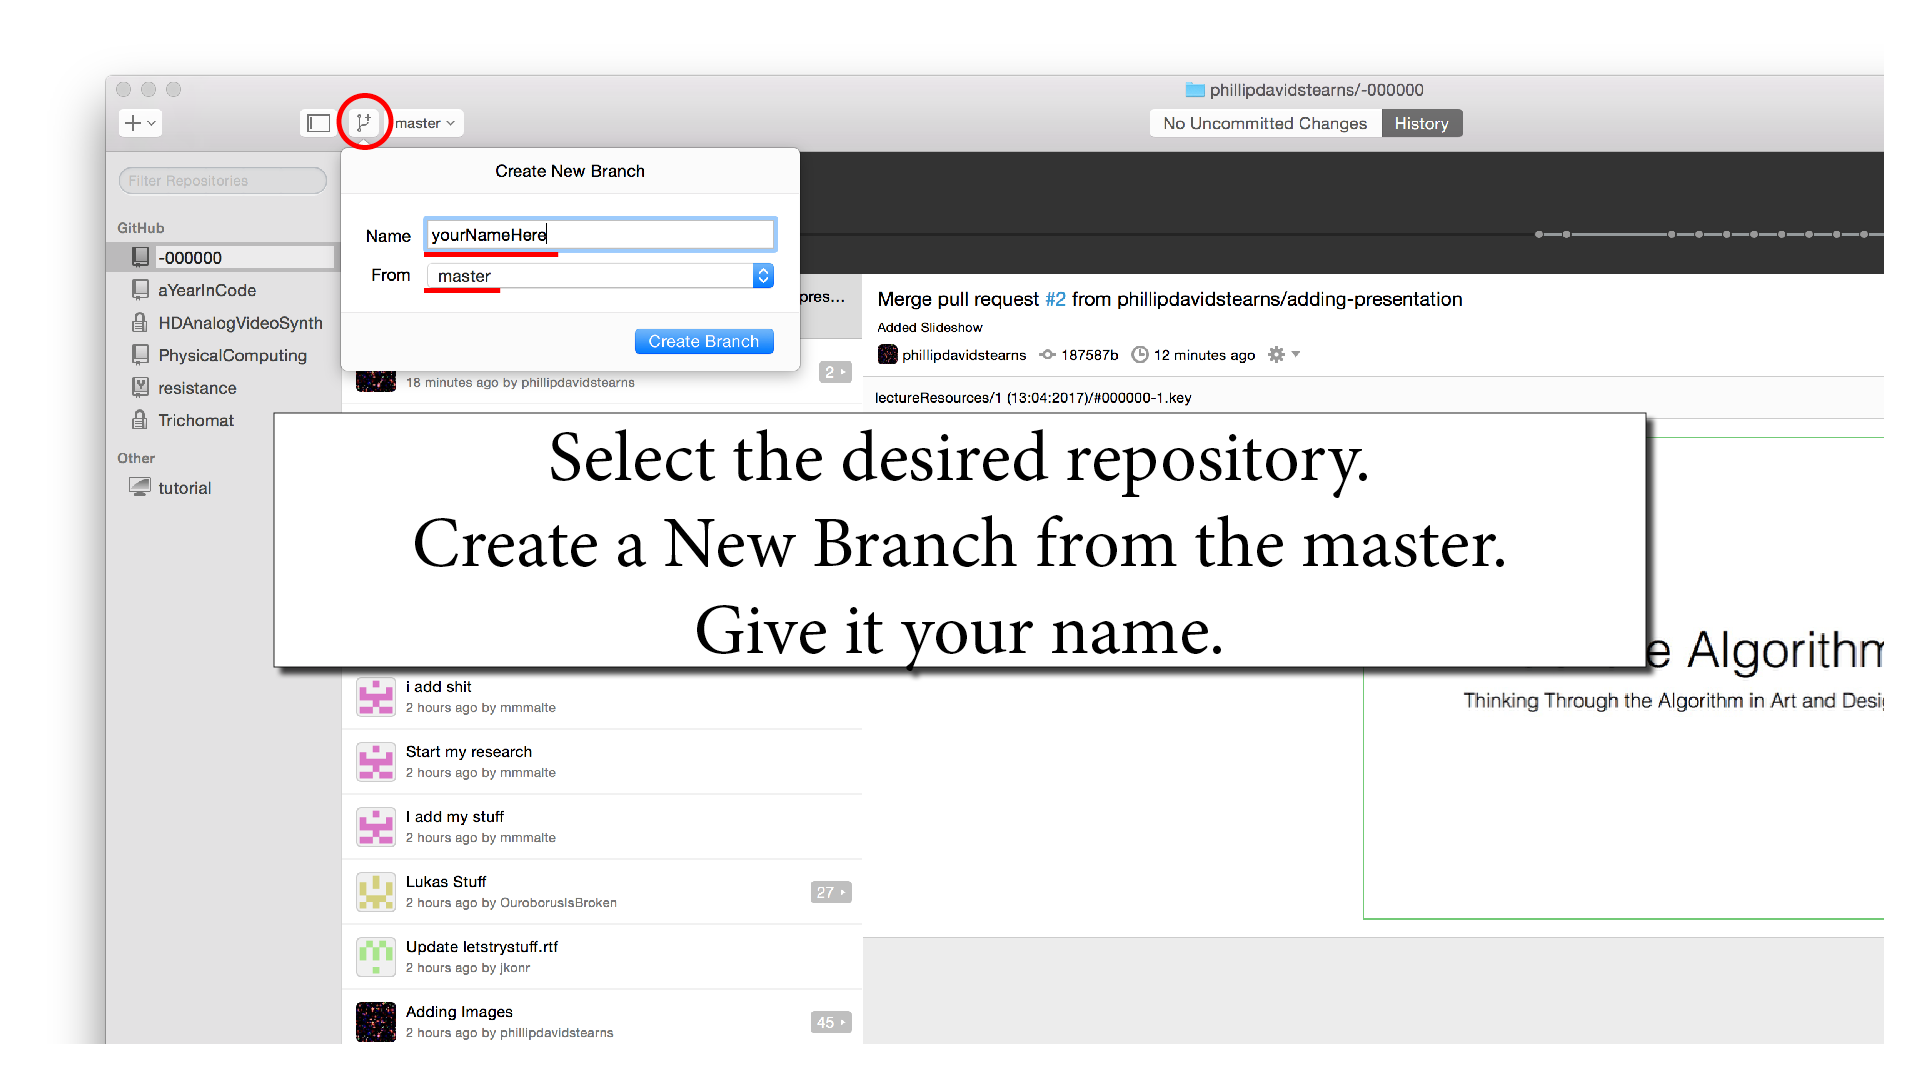 phillipdavidstearns/-000000
master
No Uncommitted Changes
History
Filter Repositories
GitHub
-000000
aYearInCode
HDAnalogVideoSynth
PhysicalComputing
resistance
Trichomat
Other
tutorial
Create New Branch
Name
yourNameHere
From
master
Create Branch
pres...
2
18 minutes ago by phillipdavidstearns
Merge pull request #2 from phillipdavidstearns/adding-presentation
Added Slideshow
phillipdavidstearns 187587b 12 minutes ago
lectureResources/1 (13:04:2017)/#000000-1.key
Select the desired repository.
Create a New Branch from the master.
Give it your name.
i add shit
2 hours ago by mmmalte
Start my research
2 hours ago by mmmalte
I add my stuff
2 hours ago by mmmalte
Lukas Stuff
2 hours ago by OuroborusIsBroken
27
Update letstrystuff.rtf
2 hours ago by jkonr
Adding Images
2 hours ago by phillipdavidstearns
45
e Algorithm
Thinking Through the Algorithm in Art and Desi